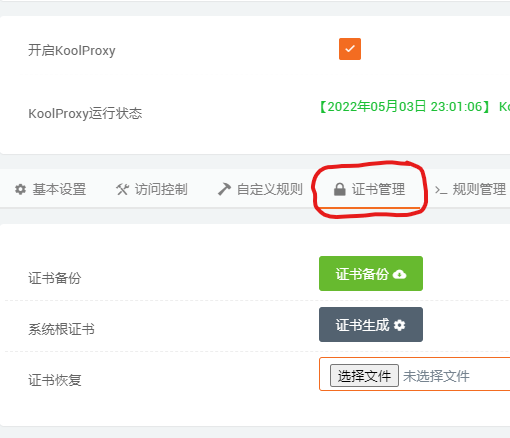 开启KoolProxy
KoolProxy运行状态
【2022年05月03日 23:01:06】 Ko
基本设置 访问控制 自定义规则 证书管理 规则管理
证书备份 证书备份
系统根证书 证书生成
证书恢复 选择文件 未选择文件